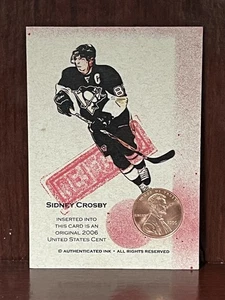 C
SIDNEY CROSBY
INSERTED INTO
THIS CARD IS AN
ORIGINAL 2006
UNITED STATES CENT
© AUTHENTICATED INK • ALL RIGHTS RESERVED